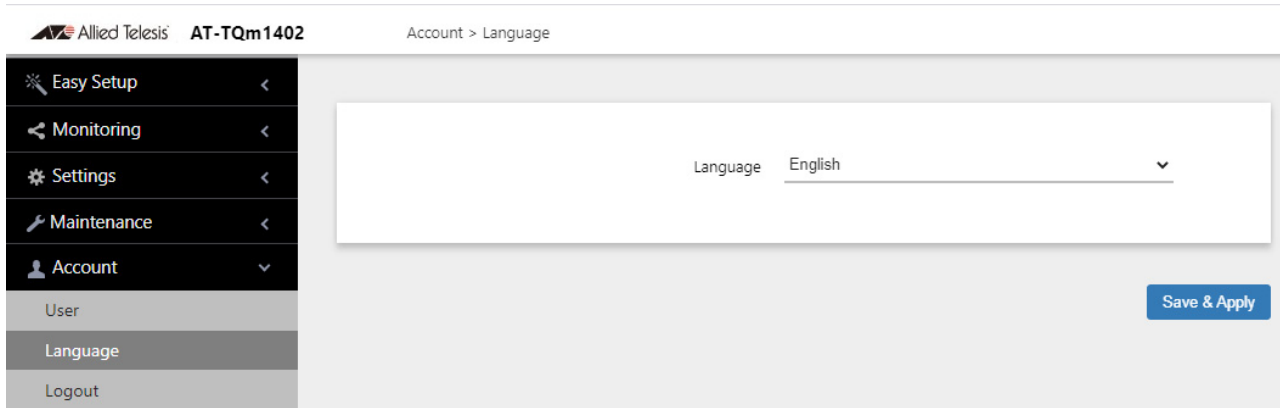 Allied Telesis AT-TQm1402 Account > Language
Easy Setup
Monitoring
Settings
Maintenance
Account
User
Language
Logout
Language English
Save & Apply